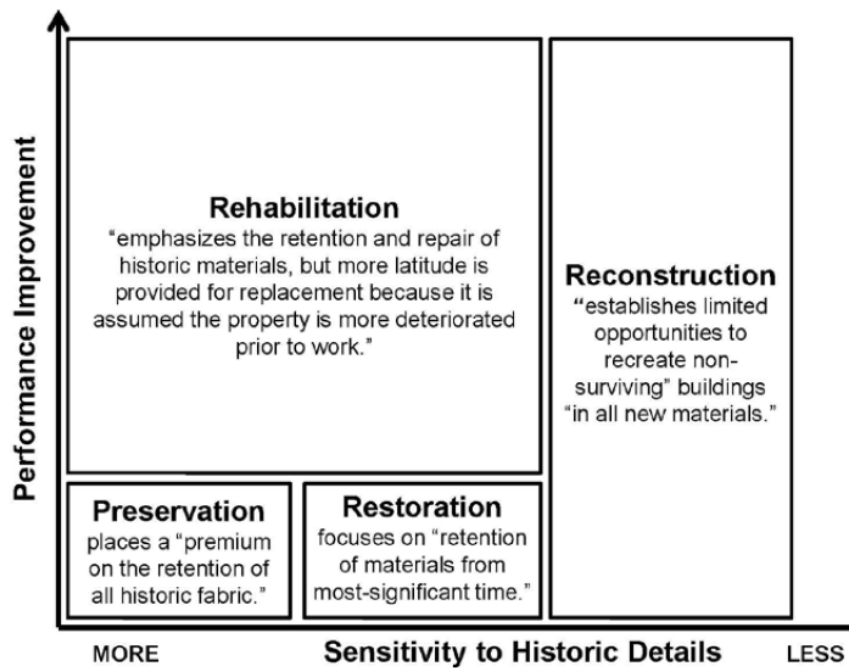 Performance Improvement
Rehabilitation
“emphasizes the retention and repair of
historic materials, but more latitude is
provided for replacement because it is
assumed the property is more deteriorated
prior to work.”
Reconstruction
“establishes limited
opportunities to
recreate non-
surviving” buildings
“in all new materials.”
Preservation
places a “premium
on the retention of
all historic fabric.”
Restoration
focuses on “retention
of materials from
most-significant time.”
MORE Sensitivity to Historic Details LESS